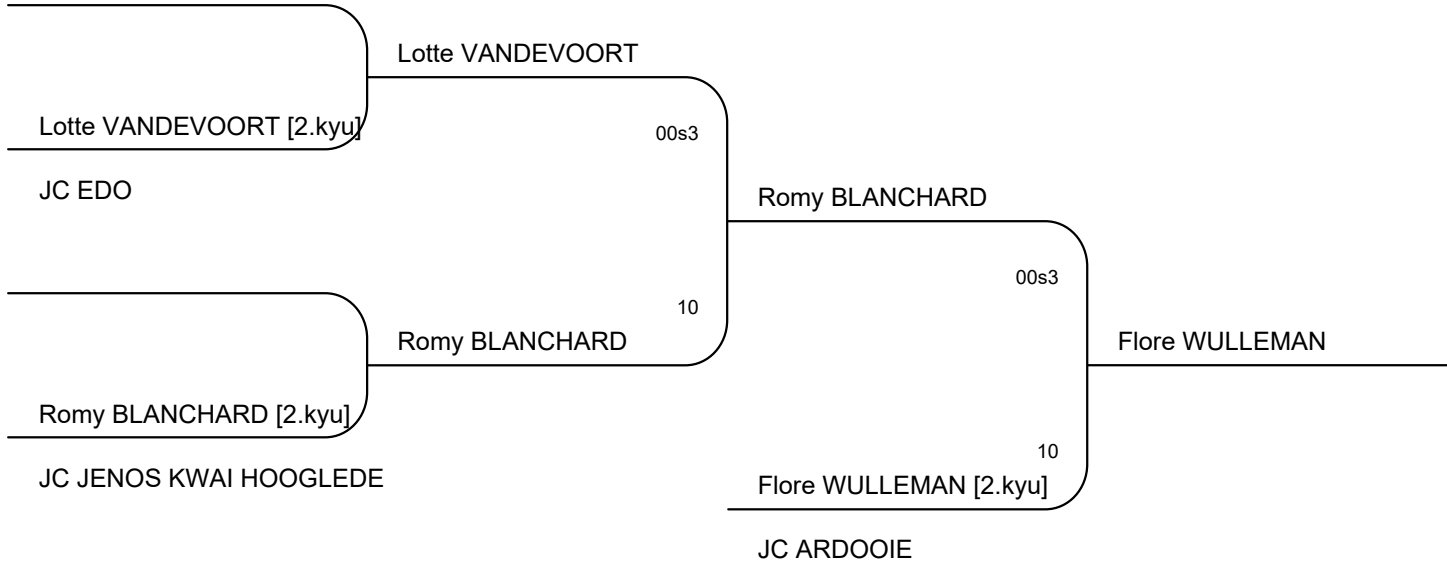 Lotte VANDEVOORT
Lotte VANDEVOORT [2.kyu]
00s3
JC EDO
Romy BLANCHARD
00s3
10
Romy BLANCHARD
Flore WULLEMAN
Romy BLANCHARD [2.kyu]
10
JC JENOS KWAI HOOGLEDE
Flore WULLEMAN [2.kyu]
JC ARDOOIE